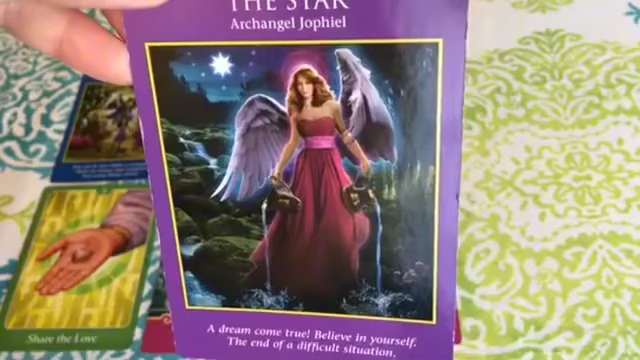 THE STAR
Archangel Jophiel
A dream come true! Believe in yourself.
The end of a difficult situation.
Share the Love